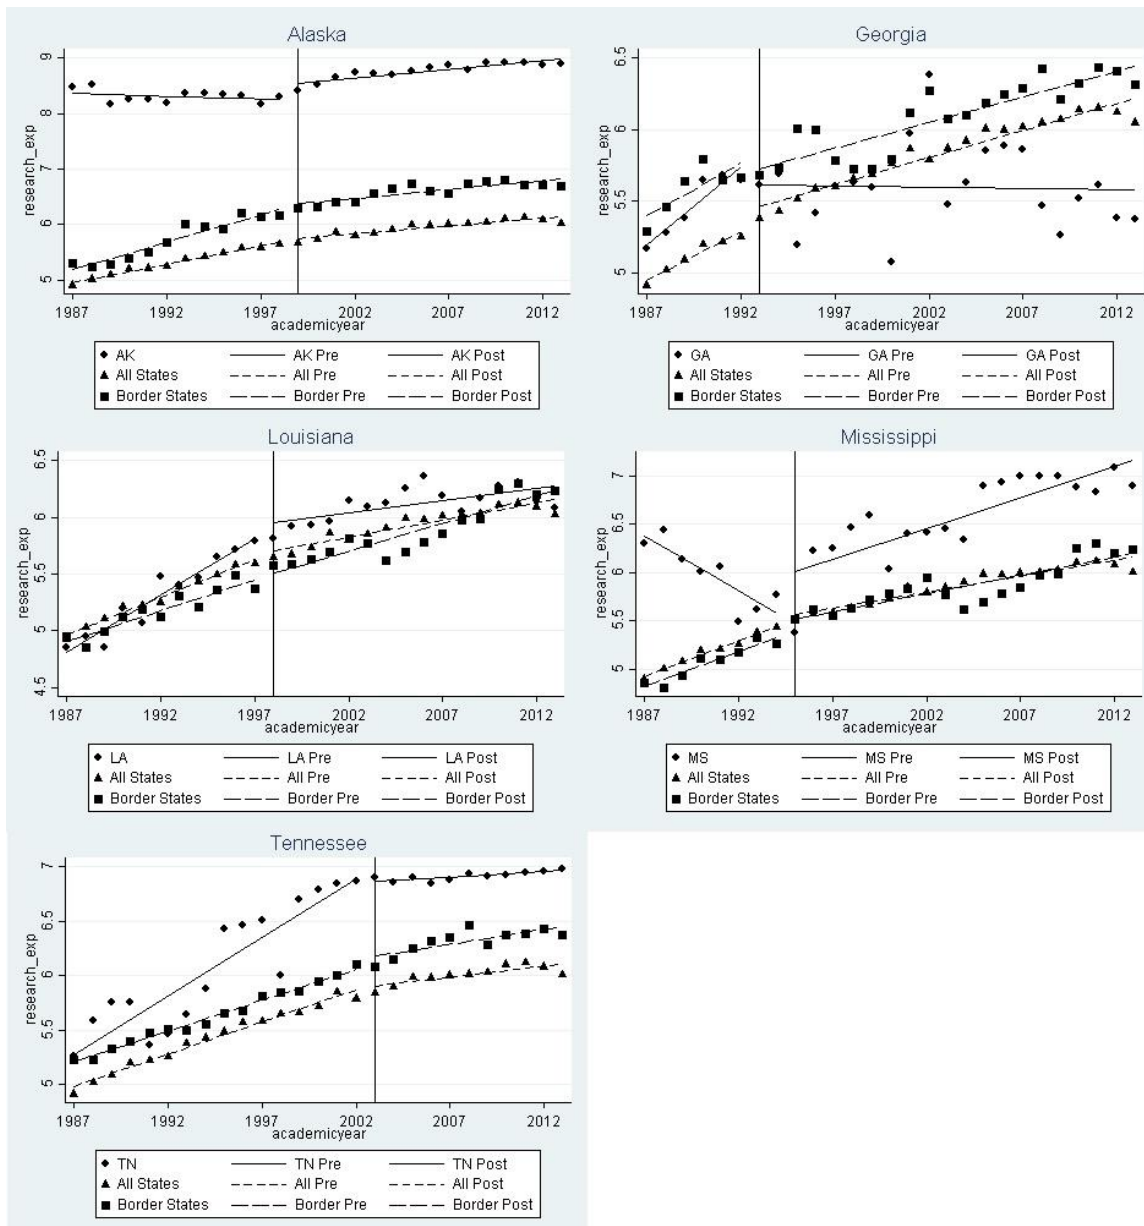 Alaska
research_exp
9
8
7
6
5
1987 1992 1997 2002 2007 2012
academicyear
AK AK Pre AK Post
All States All Pre All Post
Border States Border Pre Border Post
Georgia
research_exp
6.5
6
5.5
5
1987 1992 1997 2002 2007 2012
academicyear
GA GA Pre GA Post
All States All Pre All Post
Border States Border Pre Border Post
Louisiana
research_exp
6.5
6
5.5
5
4.5
1987 1992 1997 2002 2007 2012
academicyear
LA LA Pre LA Post
All States All Pre All Post
Border States Border Pre Border Post
Mississippi
research_exp
7
6.5
6
5.5
5
1987 1992 1997 2002 2007 2012
academicyear
MS MS Pre MS Post
All States All Pre All Post
Border States Border Pre Border Post
Tennessee
research_exp
7
6.5
6
5.5
5
1987 1992 1997 2002 2007 2012
academicyear
TN TN Pre TN Post
All States All Pre All Post
Border States Border Pre Border Post